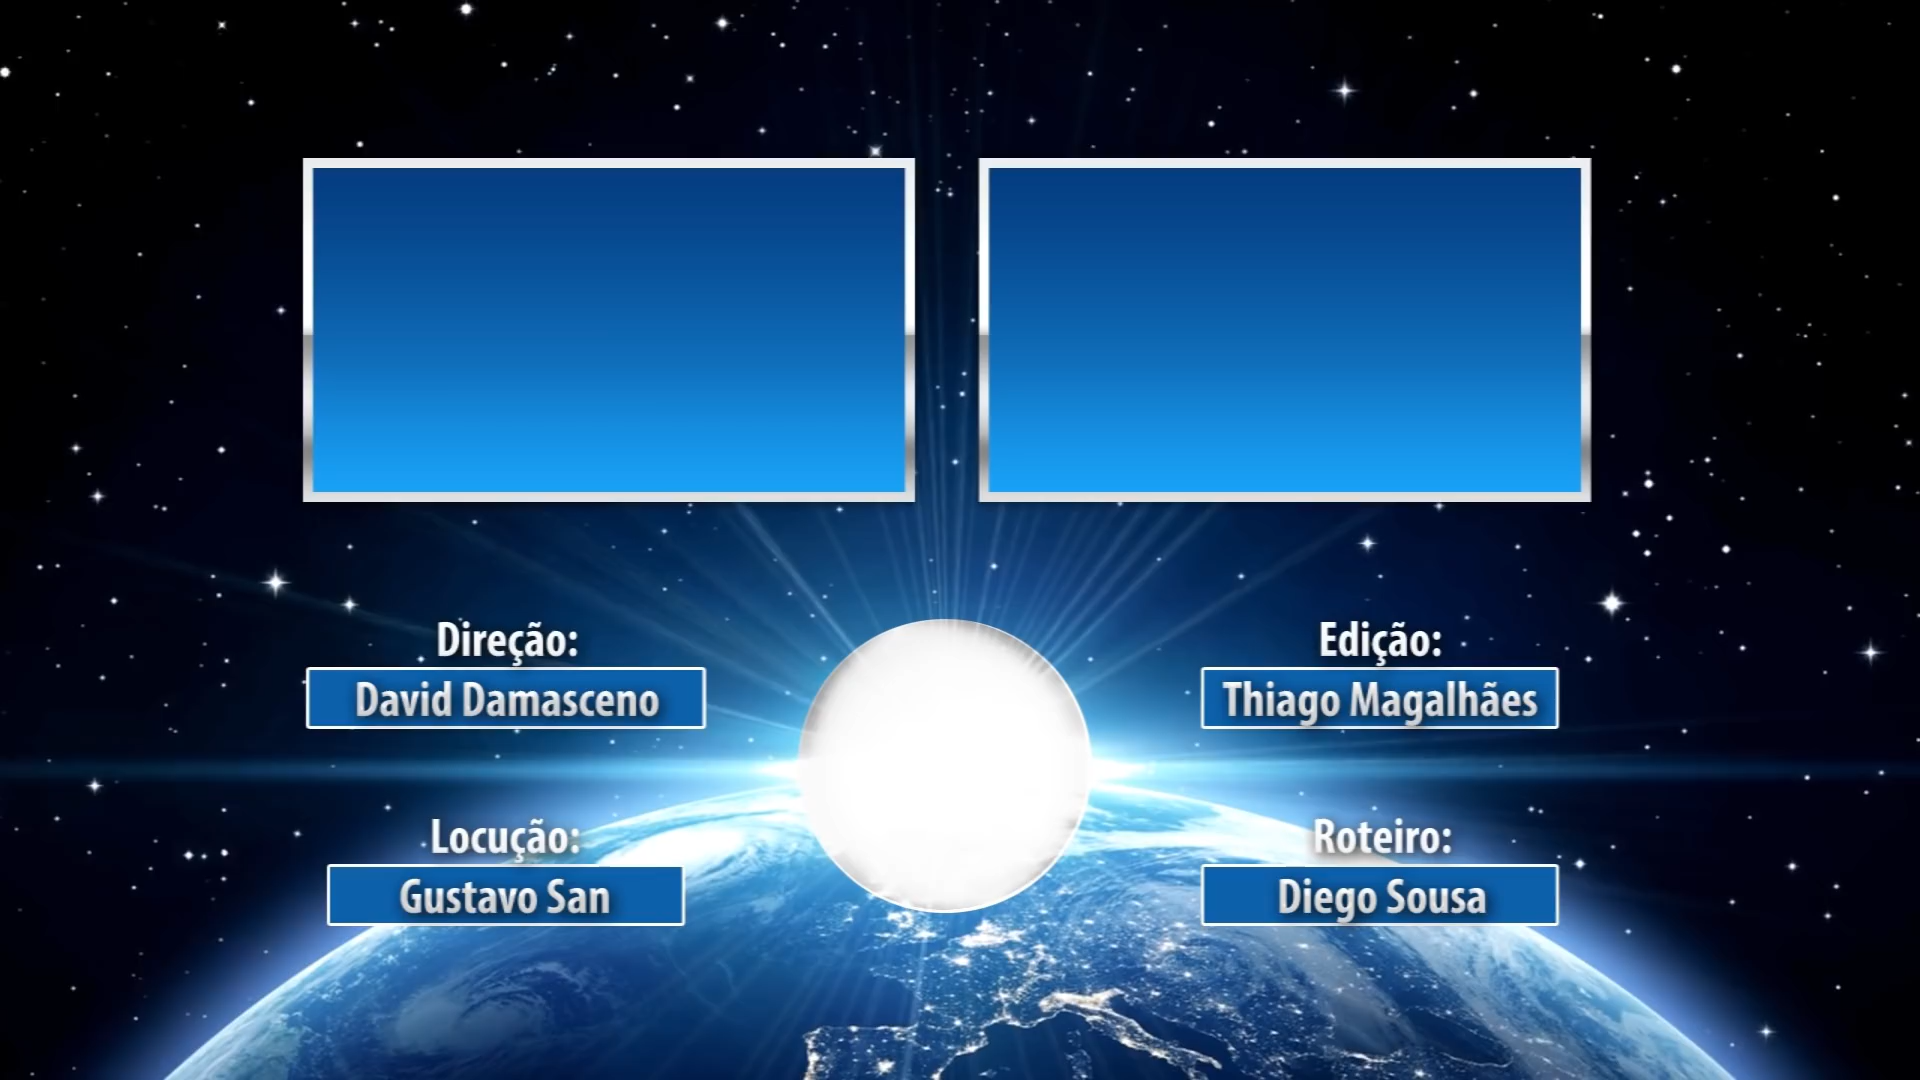 Direção:
David Damasceno
Edição:
Thiago Magalhães
Locução:
Gustavo San
Roteiro:
Diego Sousa